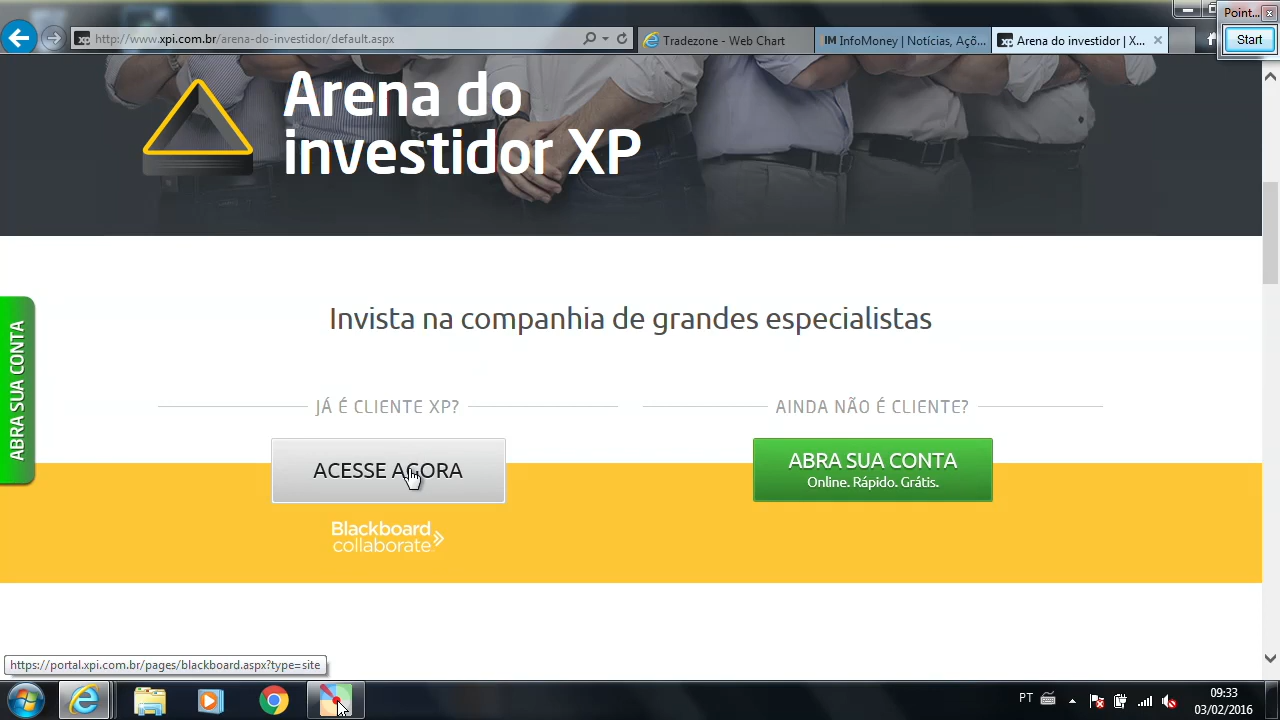 Point...
http://www.xpi.com.br/arena-do-investidor/default.aspx
Tradezone - Web Chart
IM InfoMoney | Notícias, Açõ...
xp Arena do investidor | X...
Start
Arena do
investidor XP
Invista na companhia de grandes especialistas
ABRA SUA CONTA
JÁ É CLIENTE XP?
AINDA NÃO É CLIENTE?
ACESSE AGORA
ABRA SUA CONTA
Online. Rápido. Grátis.
Blackboard
collaborate
https://portal.xpi.com.br/pages/blackboard.aspx?type=site
PT
09:33
03/02/2016